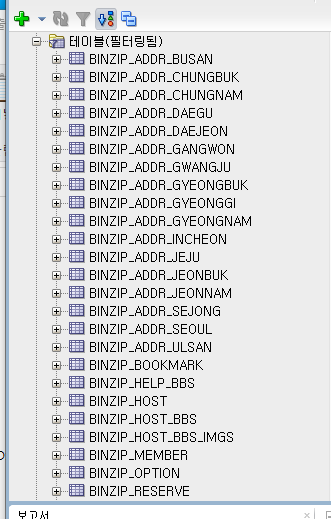 테이블(필터링됨)
BINZIP_ADDR_BUSAN
BINZIP_ADDR_CHUNGBUK
BINZIP_ADDR_CHUNGNAM
BINZIP_ADDR_DAEGU
BINZIP_ADDR_DAEJEON
BINZIP_ADDR_GANGWON
BINZIP_ADDR_GWANGJU
BINZIP_ADDR_GYEONGBUK
BINZIP_ADDR_GYEONGGI
BINZIP_ADDR_GYEONGNAM
BINZIP_ADDR_INCHEON
BINZIP_ADDR_JEJU
BINZIP_ADDR_JEONBUK
BINZIP_ADDR_JEONNAM
BINZIP_ADDR_SEJONG
BINZIP_ADDR_SEOUL
BINZIP_ADDR_ULSAN
BINZIP_BOOKMARK
BINZIP_HELP_BBS
BINZIP_HOST
BINZIP_HOST_BBS
BINZIP_HOST_BBS_IMGS
BINZIP_MEMBER
BINZIP_OPTION
BINZIP_RESERVE
보고서